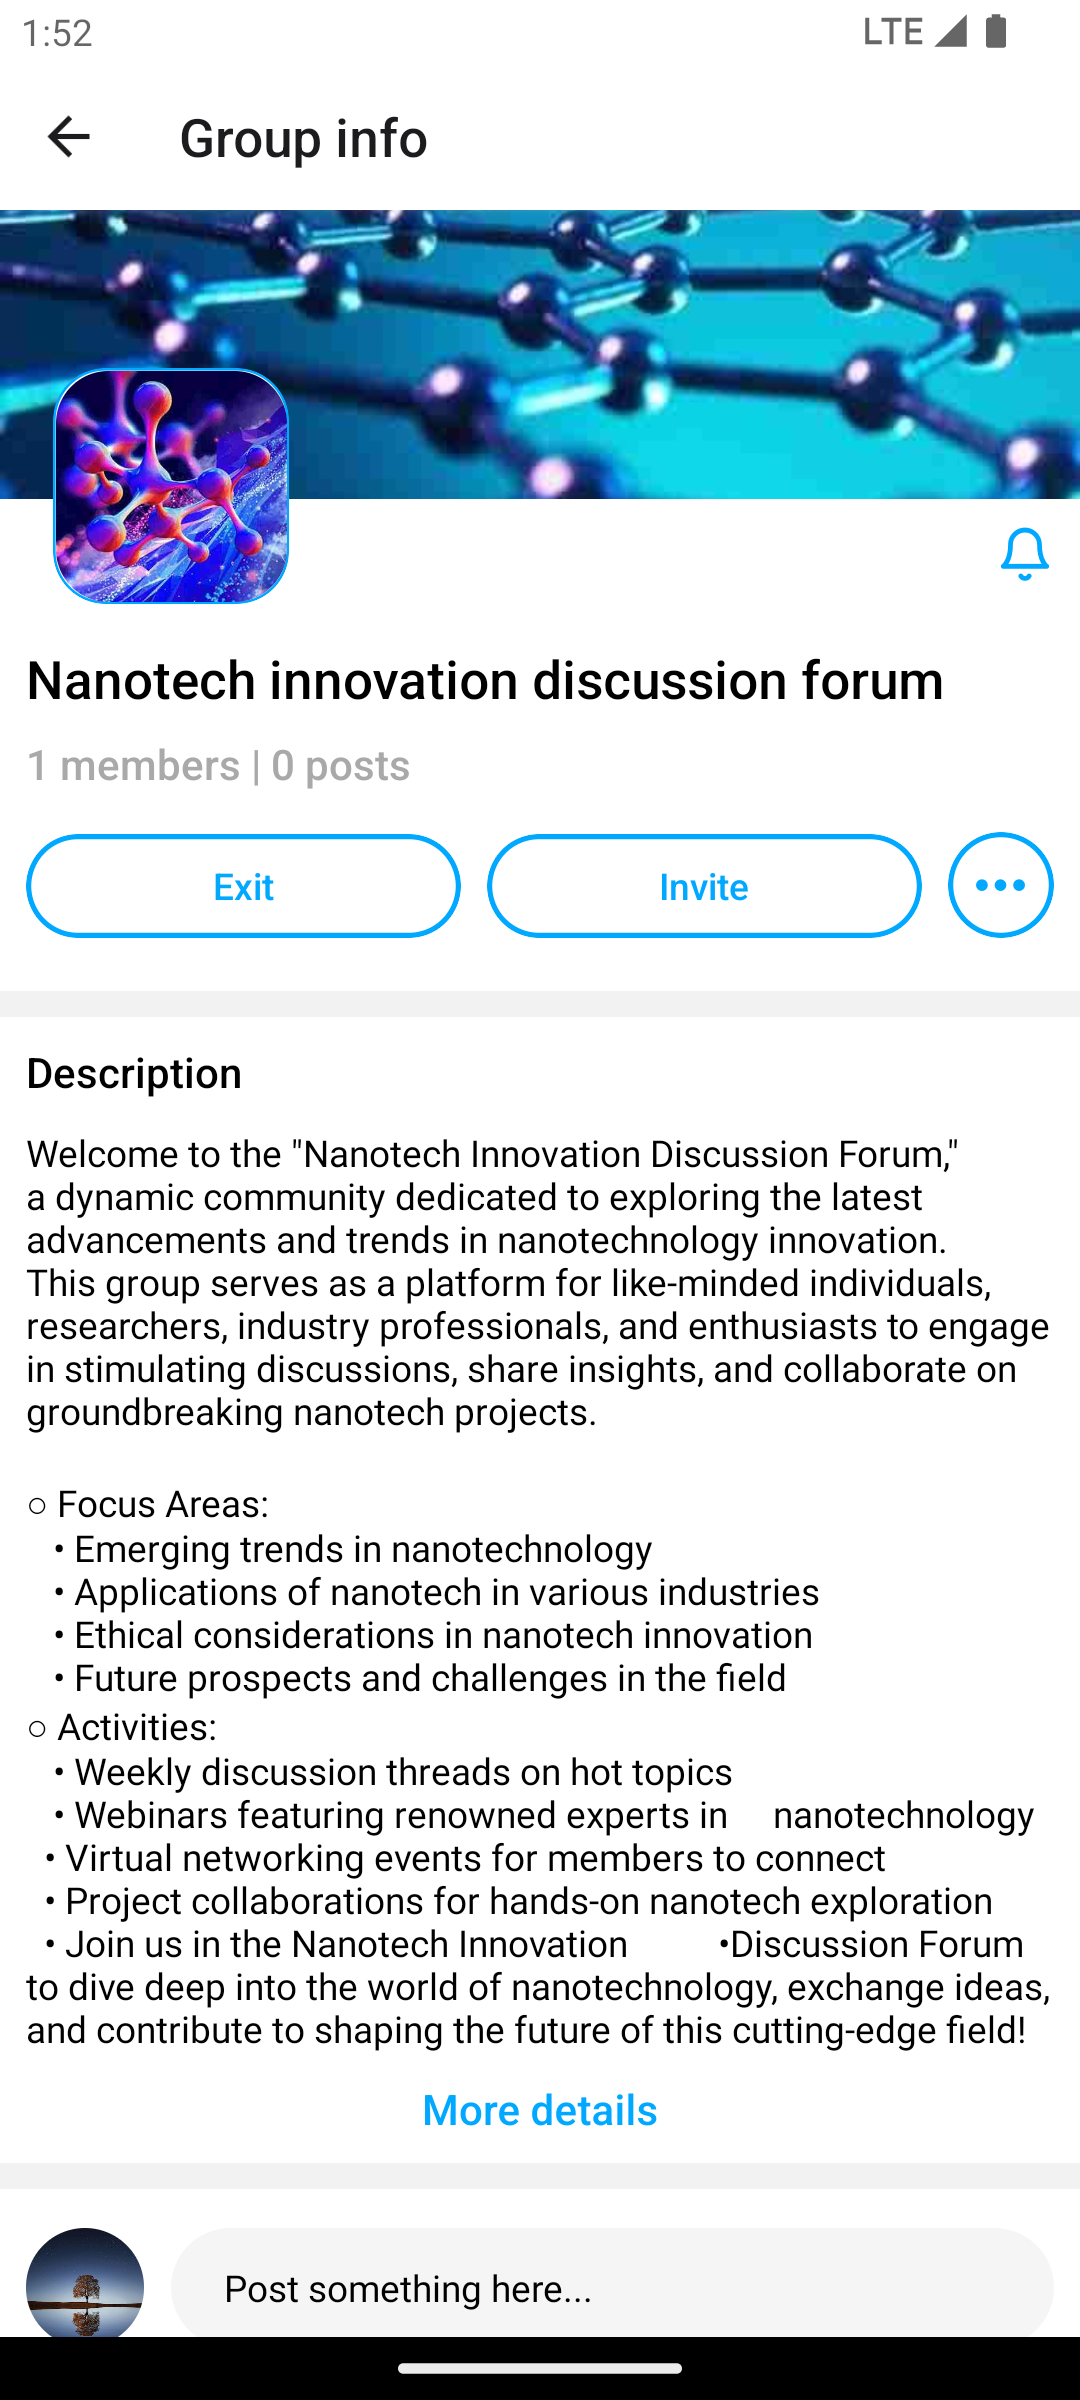 1:52
LTE
Group info
Nanotech innovation discussion forum
1 members | 0 posts
Exit
Invite
Description
Welcome to the "Nanotech Innovation Discussion Forum,"
a dynamic community dedicated to exploring the latest
advancements and trends in nanotechnology innovation.
This group serves as a platform for like-minded individuals,
researchers, industry professionals, and enthusiasts to engage
in stimulating discussions, share insights, and collaborate on
groundbreaking nanotech projects.
○ Focus Areas:
• Emerging trends in nanotechnology
• Applications of nanotech in various industries
• Ethical considerations in nanotech innovation
• Future prospects and challenges in the field
○ Activities:
• Weekly discussion threads on hot topics
• Webinars featuring renowned experts in nanotechnology
• Virtual networking events for members to connect
• Project collaborations for hands-on nanotech exploration
• Join us in the Nanotech Innovation •Discussion Forum
to dive deep into the world of nanotechnology, exchange ideas,
and contribute to shaping the future of this cutting-edge field!
More details
Post something here...